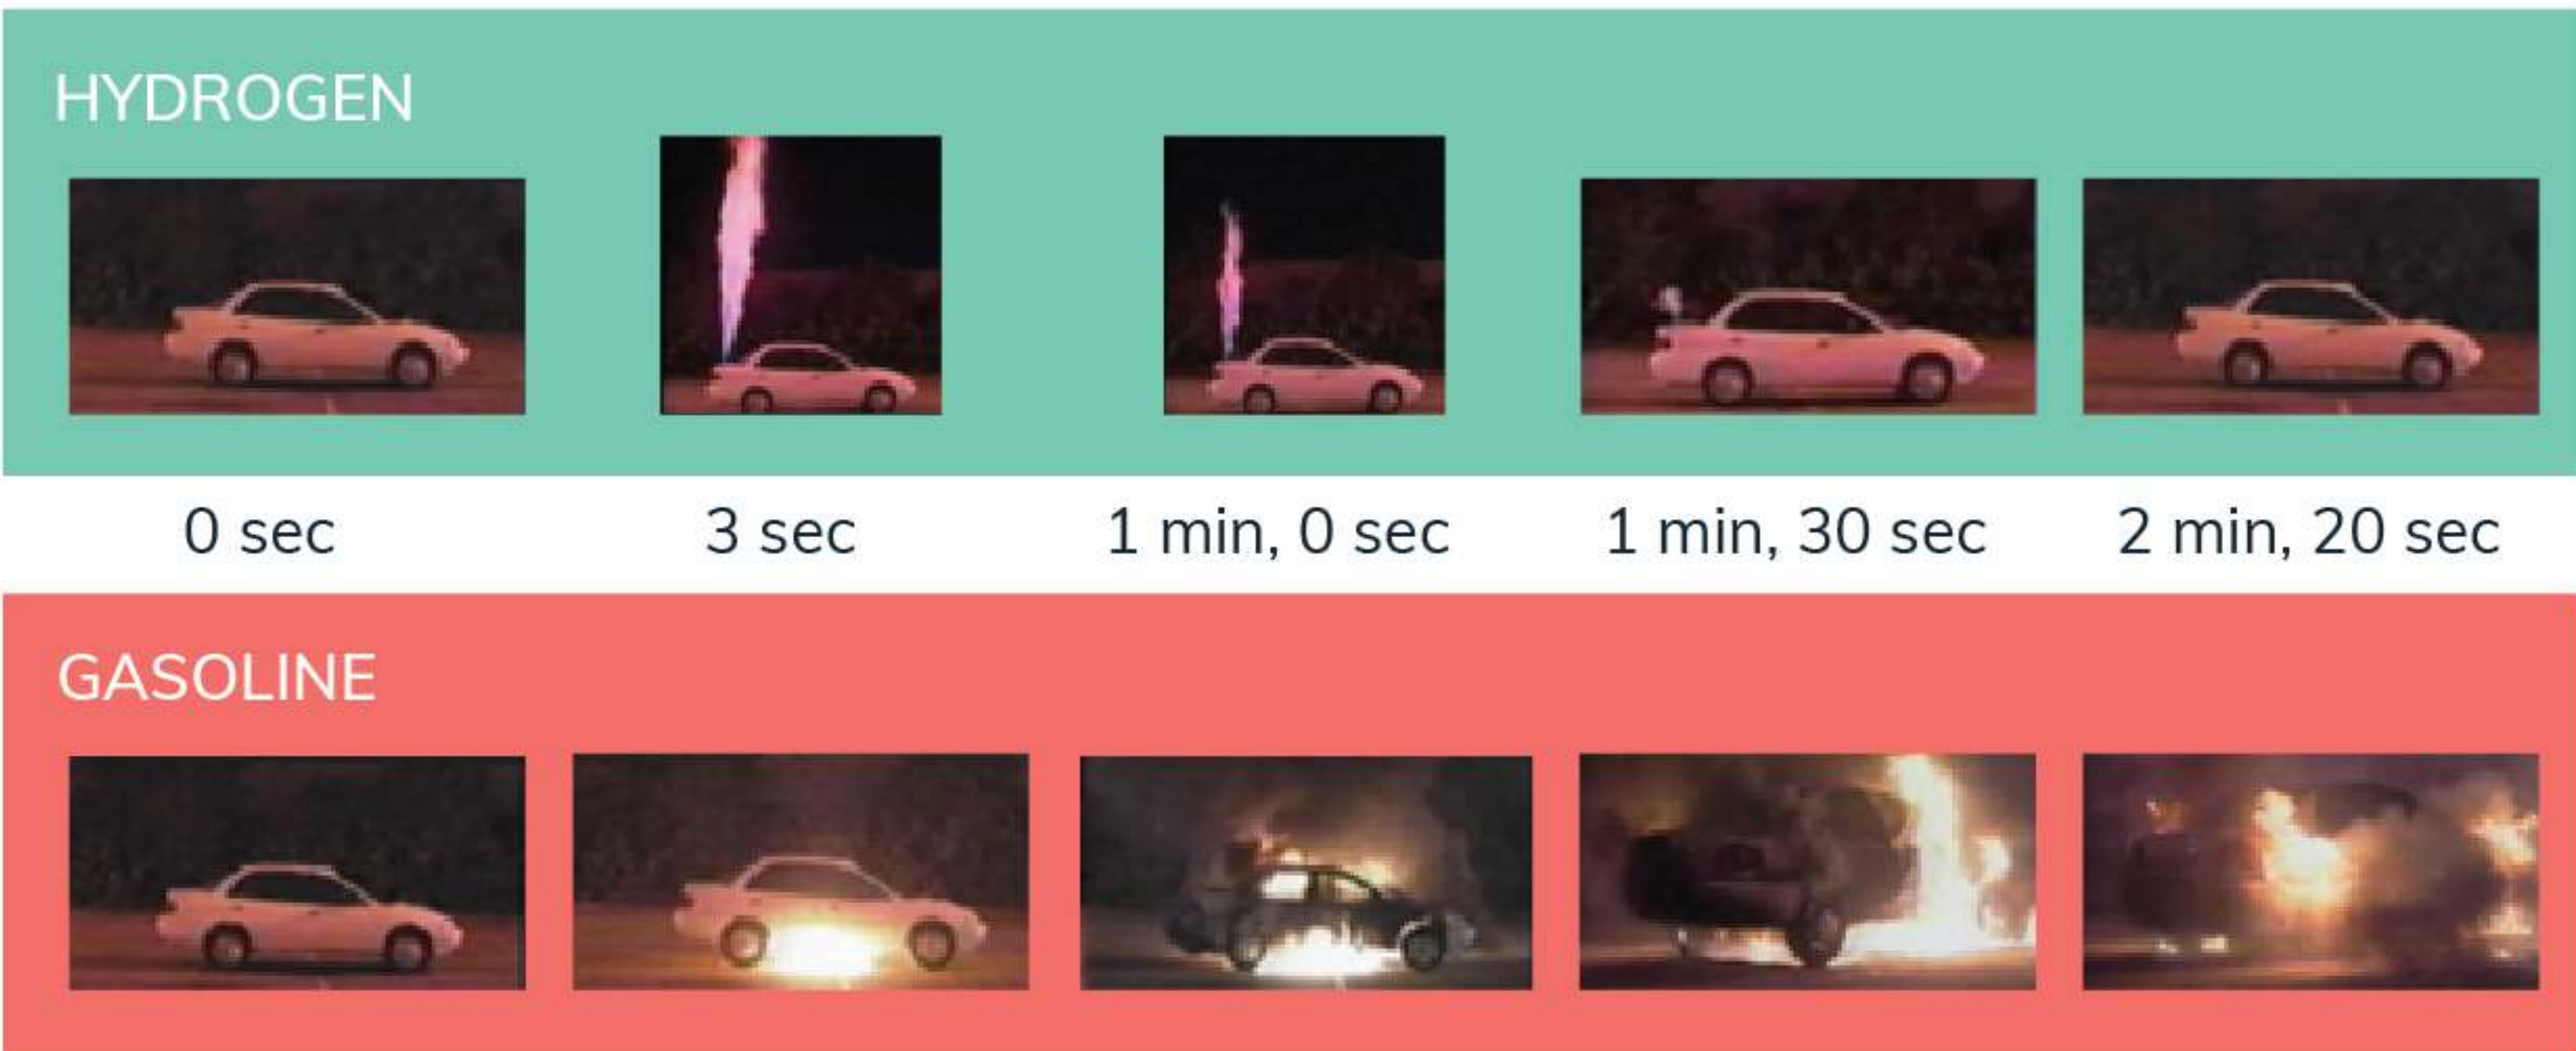 HYDROGEN
0 sec
3 sec
1 min, 0 sec
1 min, 30 sec
2 min, 20 sec
GASOLINE